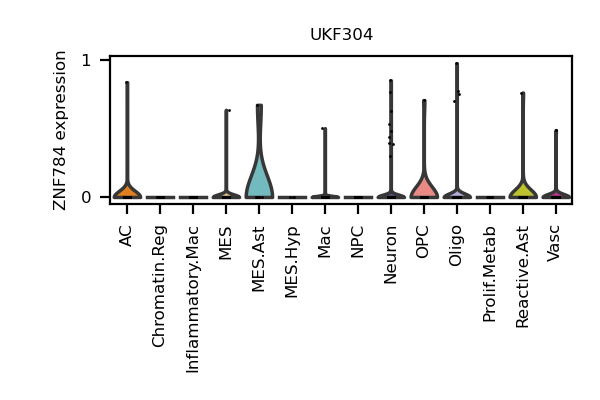 UKF304
ZNF784 expression
1
0
AC
Chromatin.Reg
Inflammatory.Mac
MES
MES.Ast
MES.Hyp
Mac
NPC
Neuron
OPC
Oligo
Prolif.Metab
Reactive.Ast
Vasc